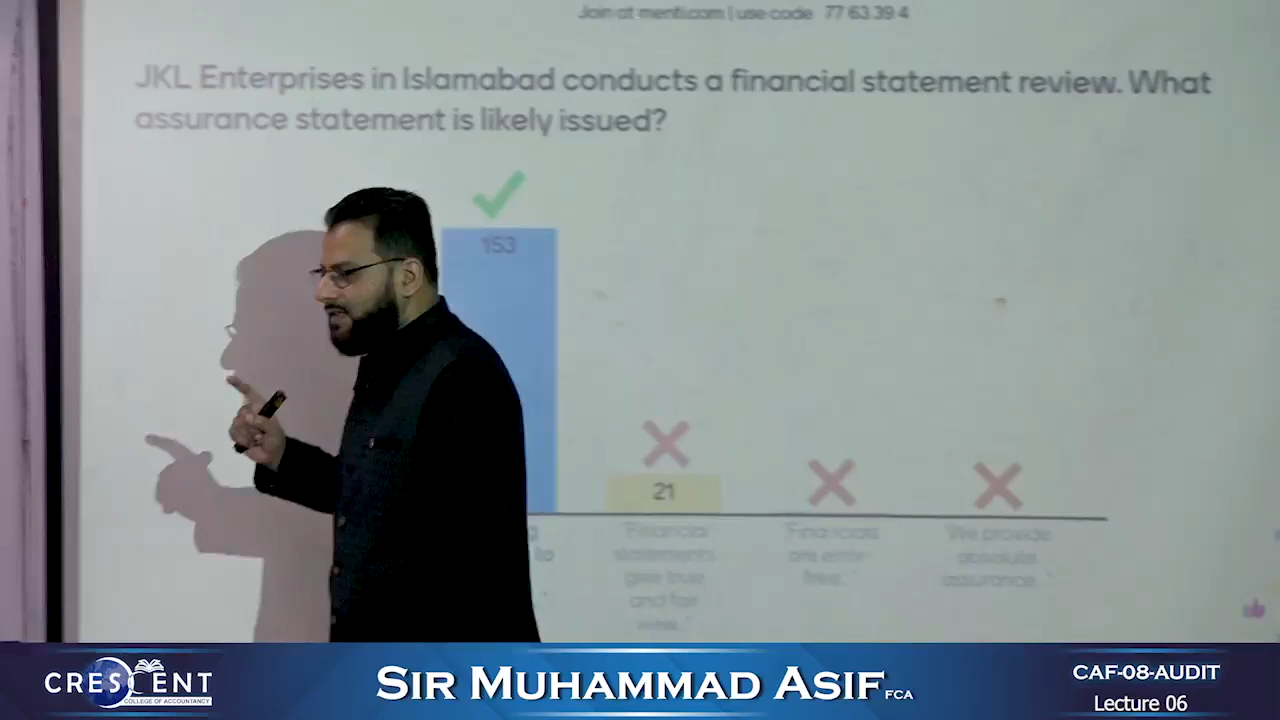 Join at menti.com | use code 77 63 39 4
JKL Enterprises in Islamabad conducts a financial statement review. What
assurance statement is likely issued?
153
21
to
"Financial
statements
give true
and fair
view."
"Financials
are error-
free."
"We provide
absolute
assurance."
CRESCENT
COLLEGE OF ACCOUNTANCY
SIR MUHAMMAD ASIF FCA
CAF-08-AUDIT
Lecture 06